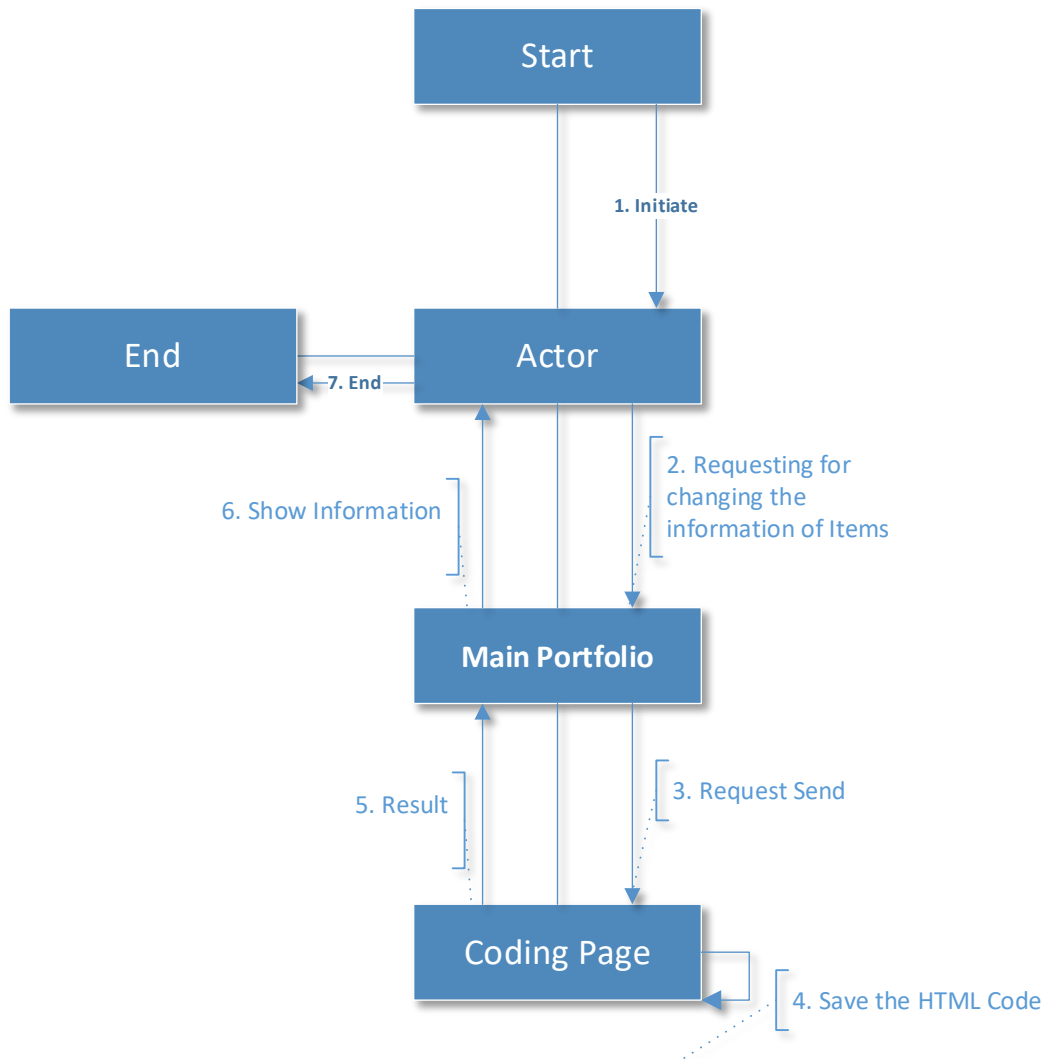 Start
1. Initiate
End
Actor
7. End
2. Requesting for
changing the
information of Items
6. Show Information
Main Portfolio
3. Request Send
5. Result
Coding Page
4. Save the HTML Code